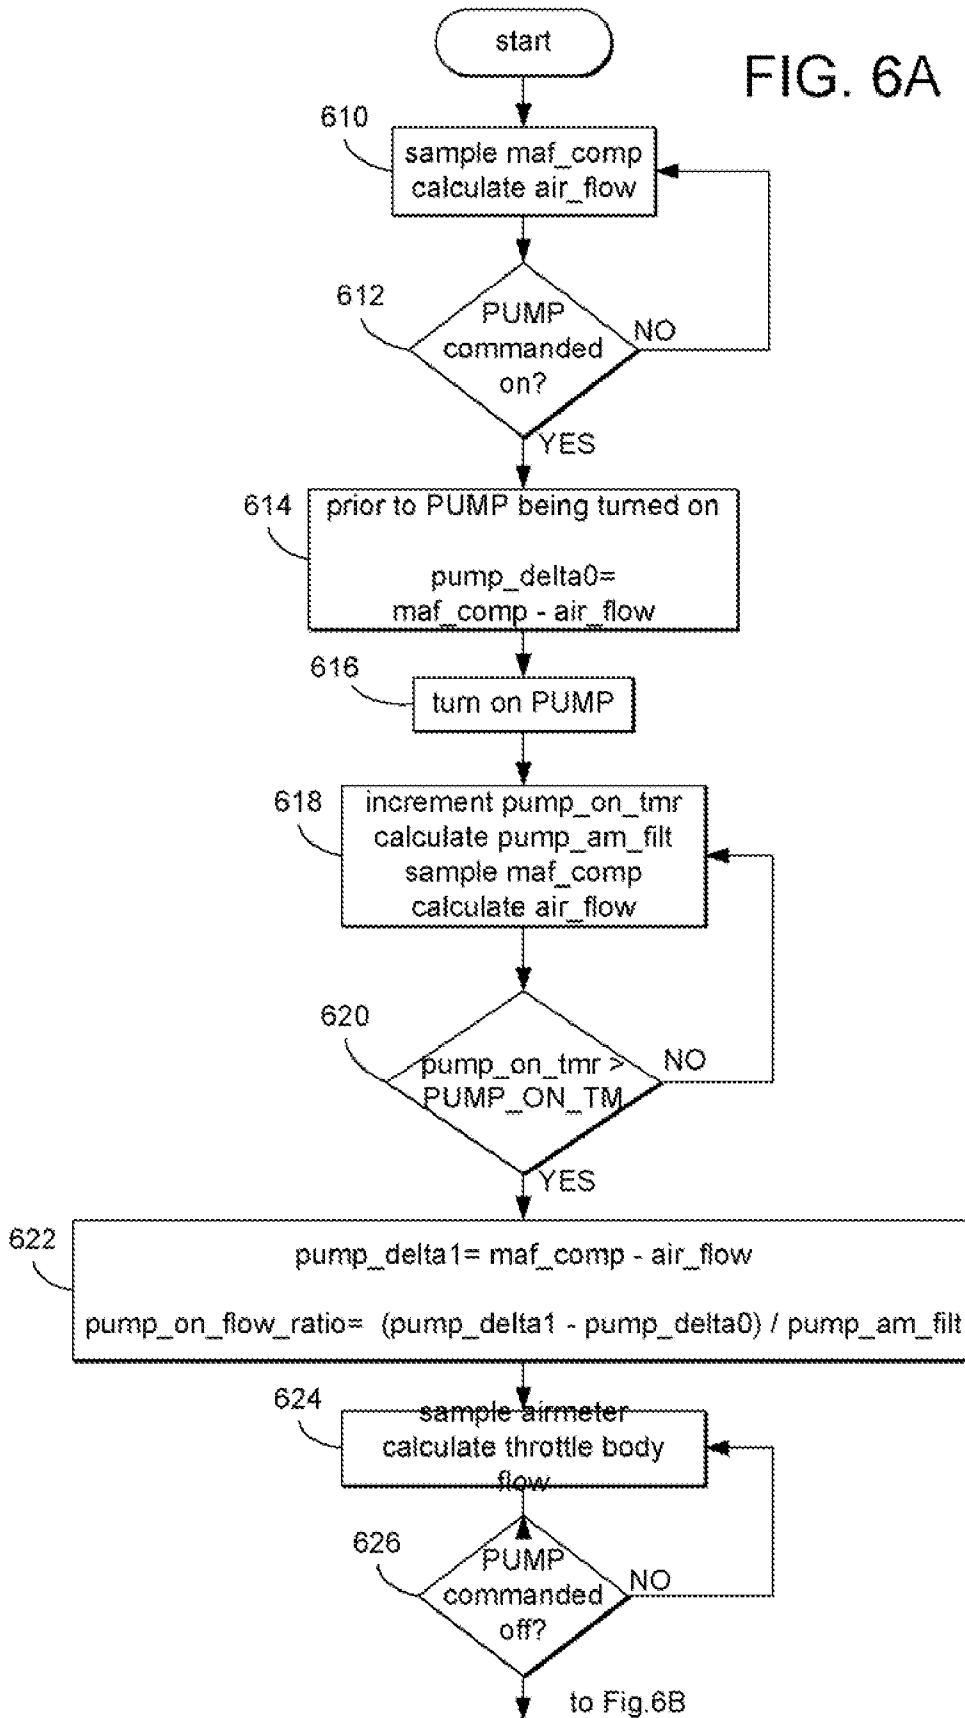 start
FIG. 6A
610
sample maf_comp
calculate air_flow
612
PUMP
commanded
on?
NO
YES
614
prior to PUMP being turned on
pump_delta0=
maf_comp - air_flow
616
turn on PUMP
618
increment pump_on_tmr
calculate pump_am_filt
sample maf_comp
calculate air_flow
620
pump_on_tmr >
PUMP_ON_TM
NO
YES
622
pump_delta1= maf_comp - air_flow
pump_on_flow_ratio= (pump_delta1 - pump_delta0) / pump_am_filt
624
sample airmeter
calculate throttle body
flow
626
PUMP
commanded
off?
NO
to Fig.6B